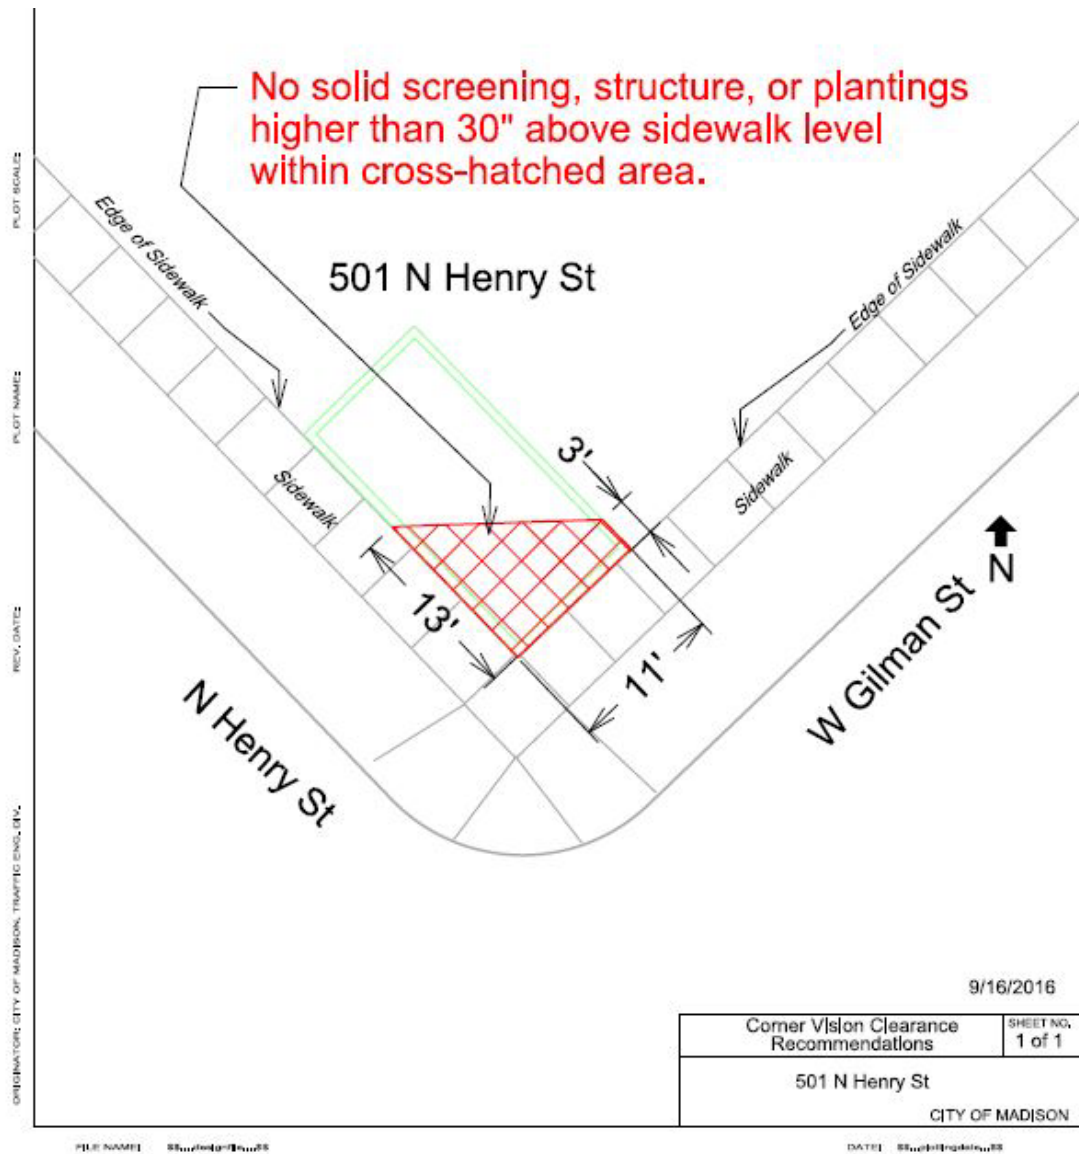 No solid screening, structure, or plantings
higher than 30" above sidewalk level
within cross-hatched area.
PLOT SCALE:
Edge of Sidewalk
Edge of Sidewalk
501 N Henry St
PLOT NAME:
3'
Sidewalk
Sidewalk
N
13'
11'
REV. DATE:
N Henry St
W Gilman St
ORIGINATOR: CITY OF MADISON, TRAFFIC ENG. DIV.
9/16/2016
Corner Vision Clearance
Recommendations
SHEET NO.
1 of 1
501 N Henry St
CITY OF MADISON
FILE NAME:
DATE: